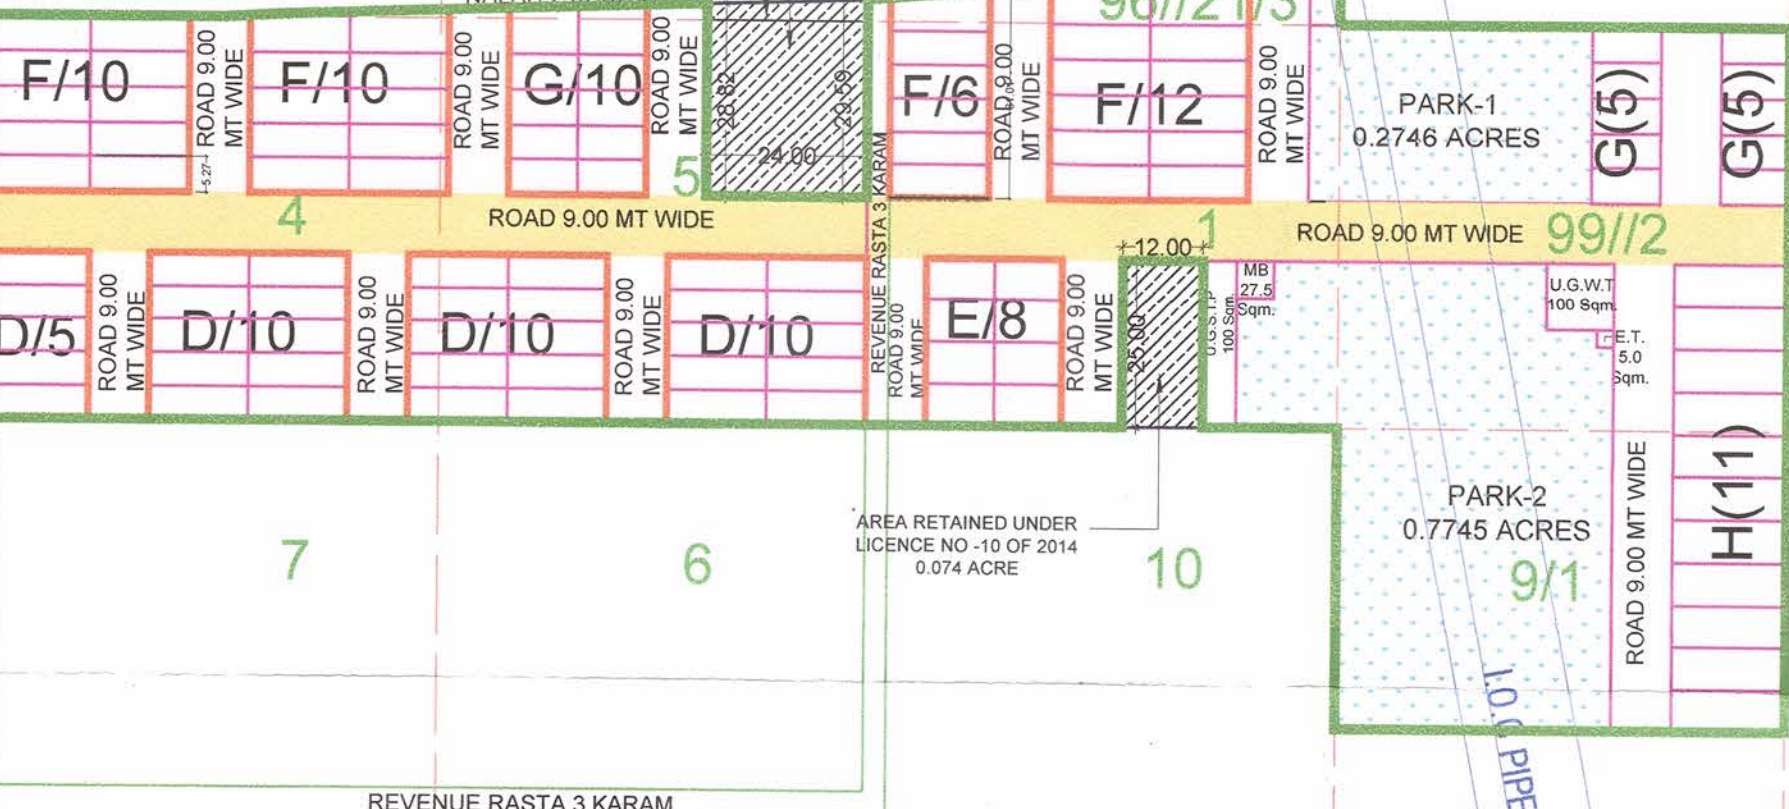 96//21/3
F/10
ROAD 9.00
MT WIDE
5.27
F/10
ROAD 9.00
MT WIDE
G/10
ROAD 9.00
MT WIDE
28.82
29.59
24.00
5
F/6
ROAD 9.00
MT WIDE
F/12
ROAD 9.00
MT WIDE
PARK-1
0.2746 ACRES
G(5)
G(5)
4
ROAD 9.00 MT WIDE
REVENUE RASTA 3 KARAM
1
ROAD 9.00 MT WIDE
99//2
12.00
D/5
ROAD 9.00
MT WIDE
D/10
ROAD 9.00
MT WIDE
D/10
ROAD 9.00
MT WIDE
D/10
ROAD 9.00
MT WIDE
E/8
ROAD 9.00
MT WIDE
25.00
U.G.S.T.P
100 Sqm.
MB
27.5
Sqm.
U.G.W.T
100 Sqm.
E.T.
5.0
Sqm.
AREA RETAINED UNDER
LICENCE NO -10 OF 2014
0.074 ACRE
7
6
10
PARK-2
0.7745 ACRES
9/1
ROAD 9.00 MT WIDE
H(11)
PIPE
REVENUE RASTA 3 KARAM